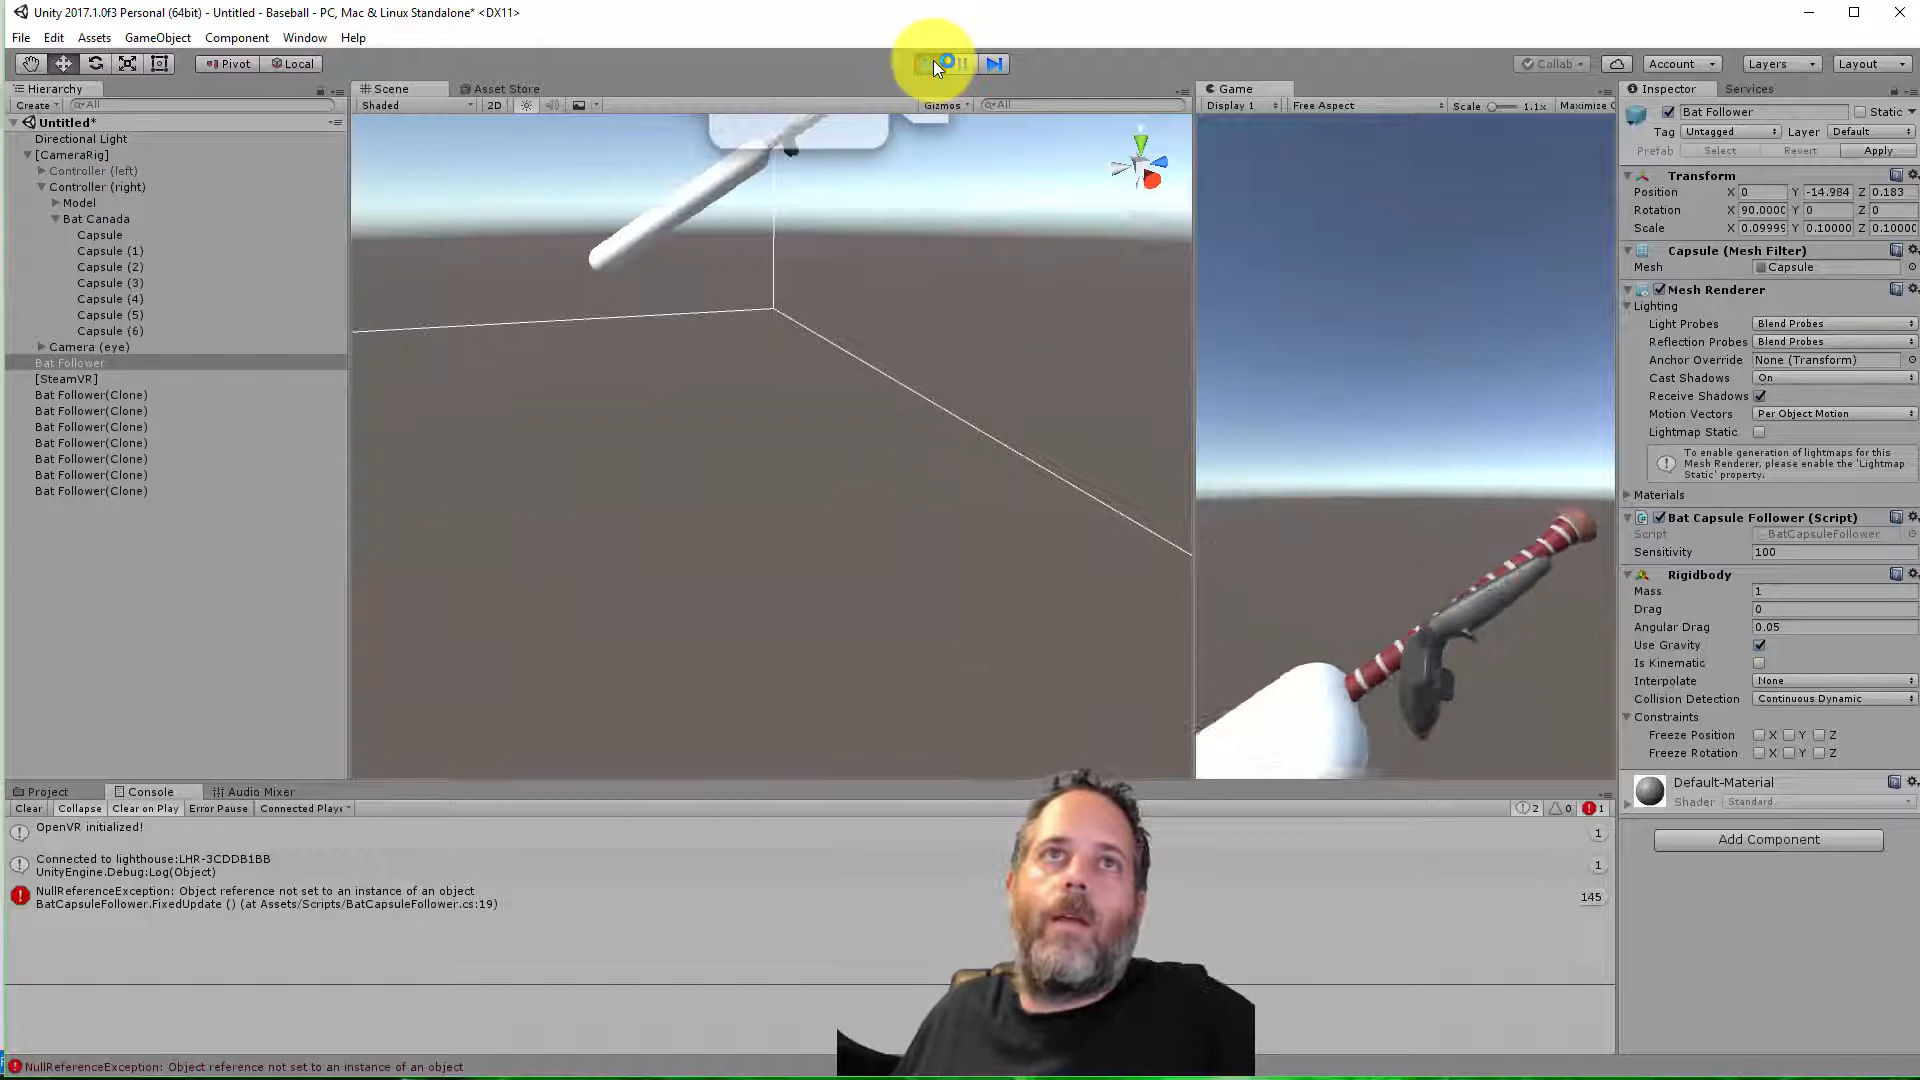 Unity 2017.1.0f3 Personal (64bit) - Untitled - Baseball - PC, Mac & Linux Standalone* <DX11>
File Edit Assets GameObject Component Window Help
Pivot Local Collab Account Layers Layout
Hierarchy
Create All
Untitled*
Directional Light
[CameraRig]
Controller (left)
Controller (right)
Model
Bat Canada
Capsule
Capsule (1)
Capsule (2)
Capsule (3)
Capsule (4)
Capsule (5)
Capsule (6)
Camera (eye)
Bat Follower
[SteamVR]
Bat Follower(Clone)
Bat Follower(Clone)
Bat Follower(Clone)
Bat Follower(Clone)
Bat Follower(Clone)
Bat Follower(Clone)
Bat Follower(Clone)
Scene Asset Store
Shaded 2D Gizmos All
Game
Display 1 Free Aspect Scale 1.1x Maximize
Inspector Services
Bat Follower Static
Tag Untagged Layer Default
Prefab Select Revert Apply
Transform
Position X 0 Y -14.984 Z 0.183
Rotation X 90.0000 Y 0 Z 0
Scale X 0.09999 Y 0.10000 Z 0.1000
Capsule (Mesh Filter)
Mesh Capsule
Mesh Renderer
Lighting
Light Probes Blend Probes
Reflection Probes Blend Probes
Anchor Override None (Transform)
Cast Shadows On
Receive Shadows
Motion Vectors Per Object Motion
Lightmap Static
To enable generation of lightmaps for this
Mesh Renderer, please enable the 'Lightmap
Static' property.
Materials
Bat Capsule Follower (Script)
Script BatCapsuleFollower
Sensitivity 100
Rigidbody
Mass 1
Drag 0
Angular Drag 0.05
Use Gravity
Is Kinematic
Interpolate None
Collision Detection Continuous Dynamic
Constraints
Freeze Position X Y Z
Freeze Rotation X Y Z
Default-Material
Shader Standard
Add Component
Project Console Audio Mixer
Clear Collapse Clear on Play Error Pause Connected Playe 2 0 1
OpenVR initialized! 1
Connected to lighthouse:LHR-3CDDB1BB
UnityEngine.Debug:Log(Object) 1
NullReferenceException: Object reference not set to an instance of an object
BatCapsuleFollower.FixedUpdate () (at Assets/Scripts/BatCapsuleFollower.cs:19) 145
NullReferenceException: Object reference not set to an instance of an object